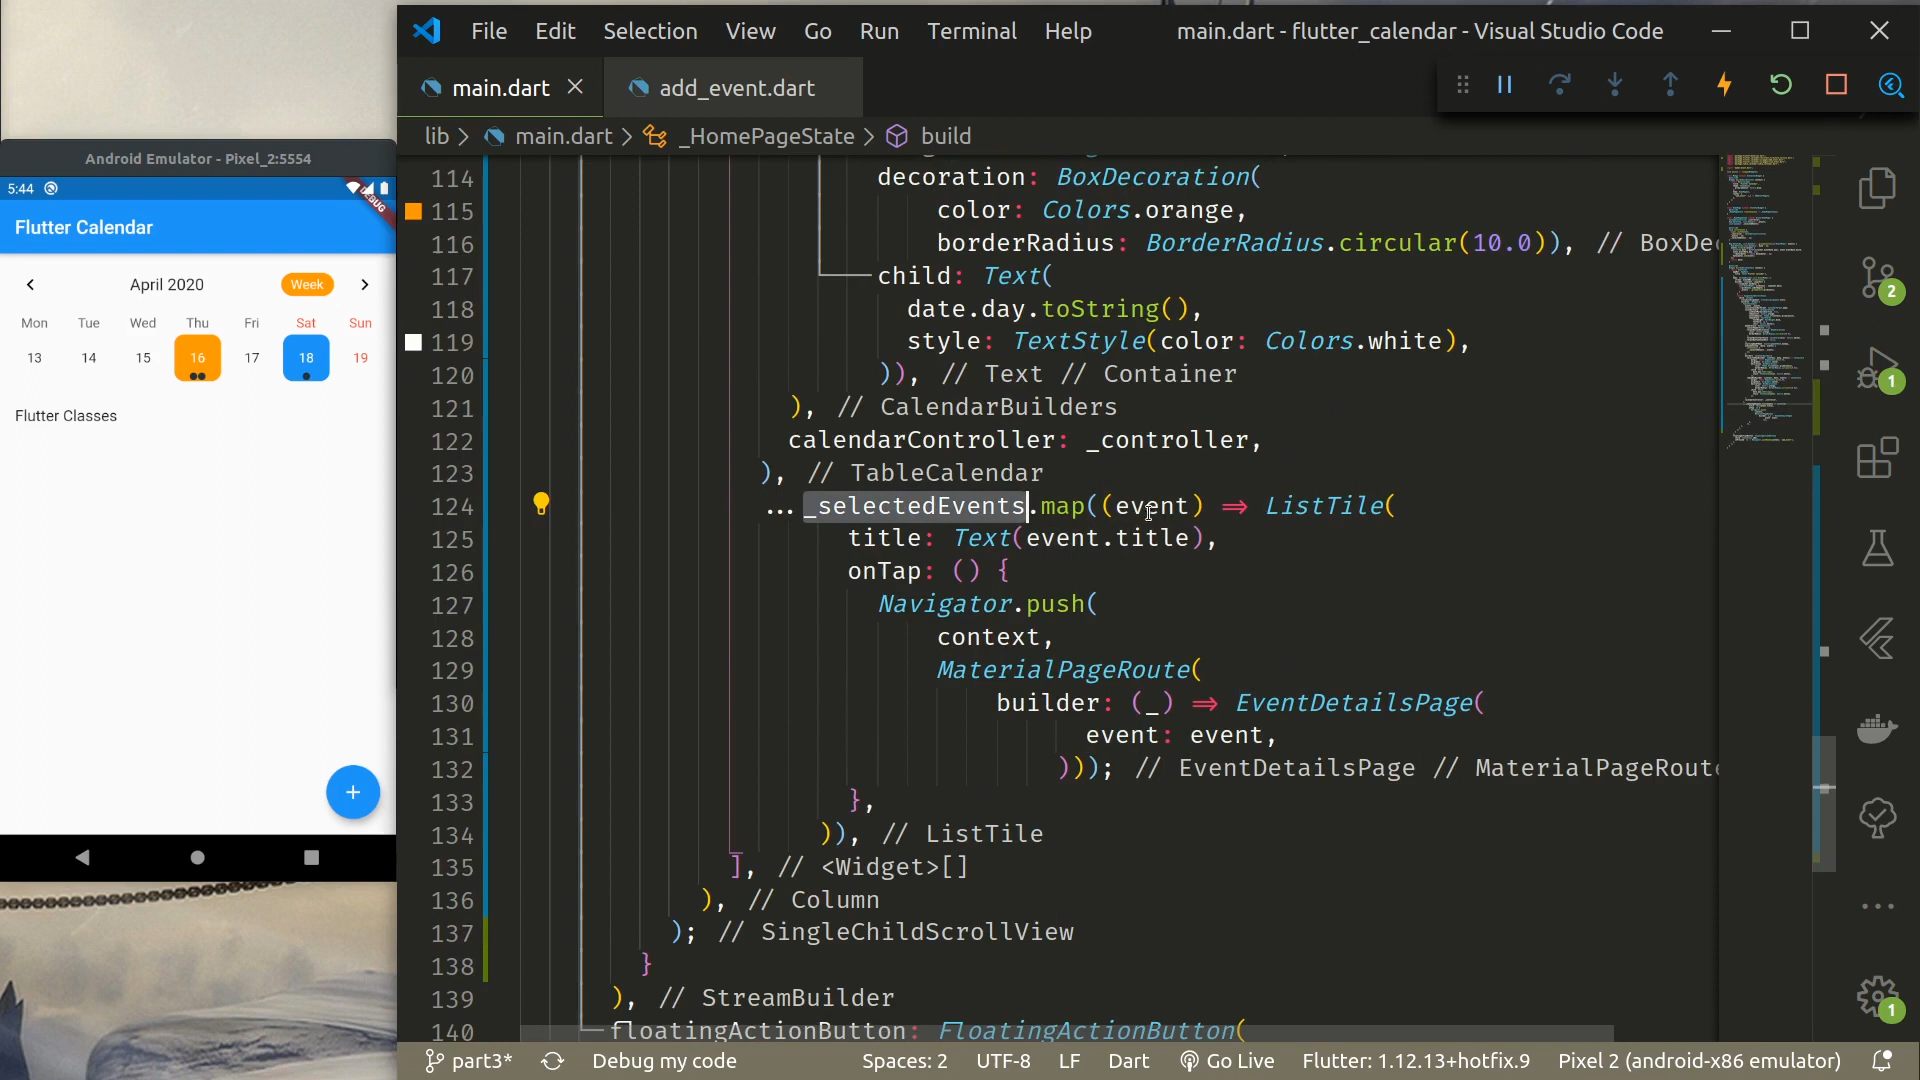 File Edit Selection View Go Run Terminal Help main.dart - flutter_calendar - Visual Studio Code
main.dart add_event.dart
lib > main.dart > _HomePageState > build
Android Emulator - Pixel_2:5554
5:44
DEBUG
Flutter Calendar
April 2020 Week
Mon Tue Wed Thu Fri Sat Sun
13 14 15 16 17 18 19
Flutter Classes
+
114 decoration: BoxDecoration(
115 color: Colors.orange,
116 borderRadius: BorderRadius.circular(10.0)), //
117 child: Text(
118 date.day.toString(),
119 style: TextStyle(color: Colors.white),
120 )), // Text // Container
121 ), // CalendarBuilders
122 calendarController: _controller,
123 ), // TableCalendar
124 ... _selectedEvents.map((event) => ListTile(
125 title: Text(event.title),
126 onTap: () {
127 Navigator.push(
128 context,
129 MaterialPageRoute(
130 builder: (_) => EventDetailsPage(
131 event: event,
132 ))); // EventDetailsPage // MaterialPageRoute
133 },
134 )), // ListTile
135 ], // <Widget>[]
136 ), // Column
137 ); // SingleChildScrollView
138 }
139 ), // StreamBuilder
140 floatingActionButton: FloatingActionButton(
2
1
1
part3* Debug my code Spaces: 2 UTF-8 LF Dart Go Live Flutter: 1.12.13+hotfix.9 Pixel 2 (android-x86 emulator)